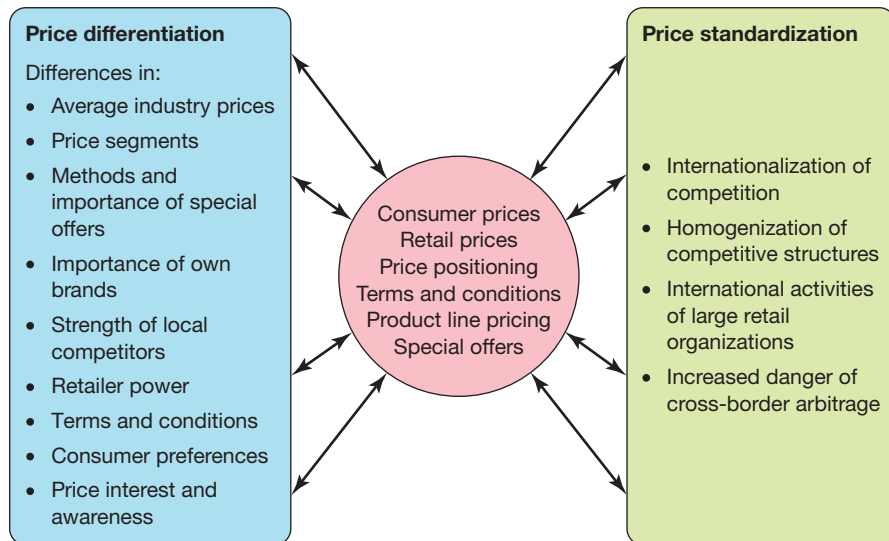 Price differentiation
Differences in:
• Average industry prices
• Price segments
• Methods and
importance of special
offers
• Importance of own
brands
• Strength of local
competitors
• Retailer power
• Terms and conditions
• Consumer preferences
• Price interest and
awareness
Consumer prices
Retail prices
Price positioning
Terms and conditions
Product line pricing
Special offers
Price standardization
• Internationalization of
competition
• Homogenization of
competitive structures
• International activities
of large retail
organizations
• Increased danger of
cross-border arbitrage